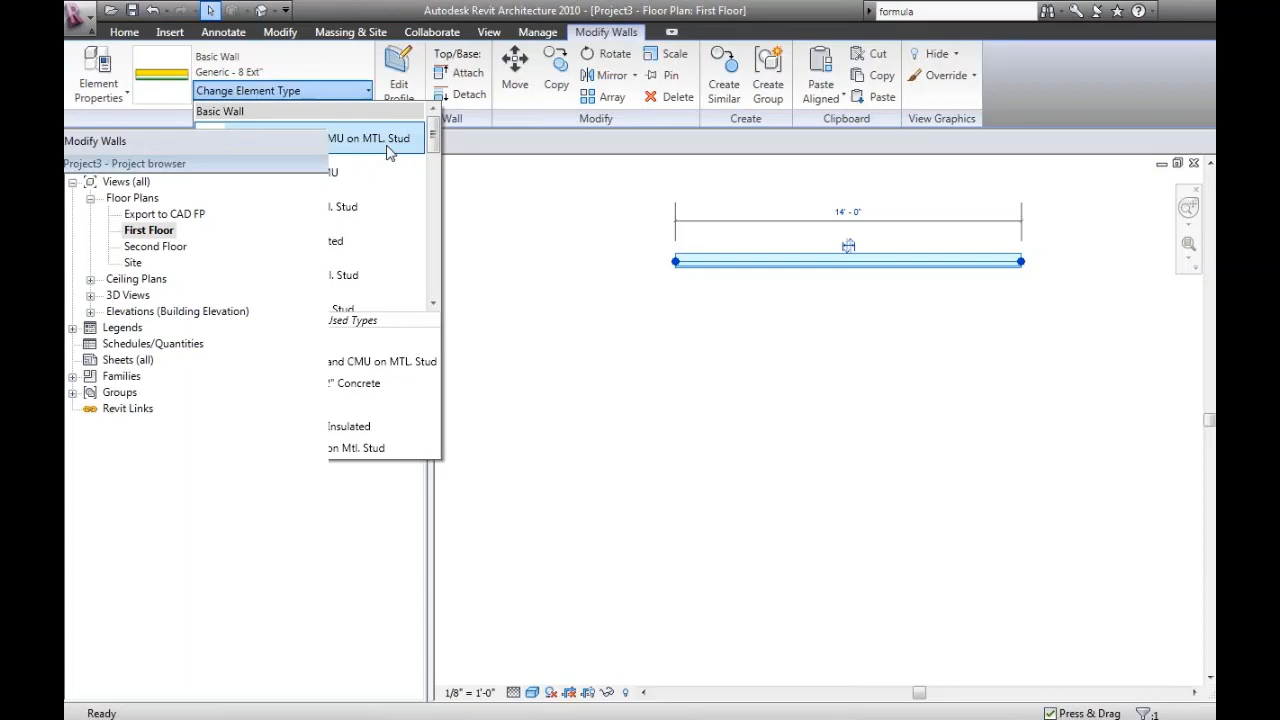 Autodesk Revit Architecture 2010 - [Project3 - Floor Plan: First Floor]
formula
Home Insert Annotate Modify Massing & Site Collaborate View Manage Modify Walls
Element
Properties
Basic Wall
Generic - 8 Ext"
Change Element Type
Edit
Profile
Top/Base:
Attach
Detach
Move
Copy
Rotate
Mirror
Array
Scale
Pin
Delete
Create
Similar
Create
Group
Paste
Aligned
Cut
Copy
Paste
Hide
Override
Wall Modify Create Clipboard View Graphics
Basic Wall
CMU on MTL. Stud
Modify Walls
Project3 - Project browser
Views (all)
Floor Plans
Export to CAD FP
First Floor
Second Floor
Site
Ceiling Plans
3D Views
Elevations (Building Elevation)
Legends
Schedules/Quantities
Sheets (all)
Families
Groups
Revit Links
Stud
Stud
Stud
Used Types
and CMU on MTL. Stud
2" Concrete
Insulated
on Mtl. Stud
14' - 0"
1/8" = 1'-0"
Ready
Press & Drag
:1